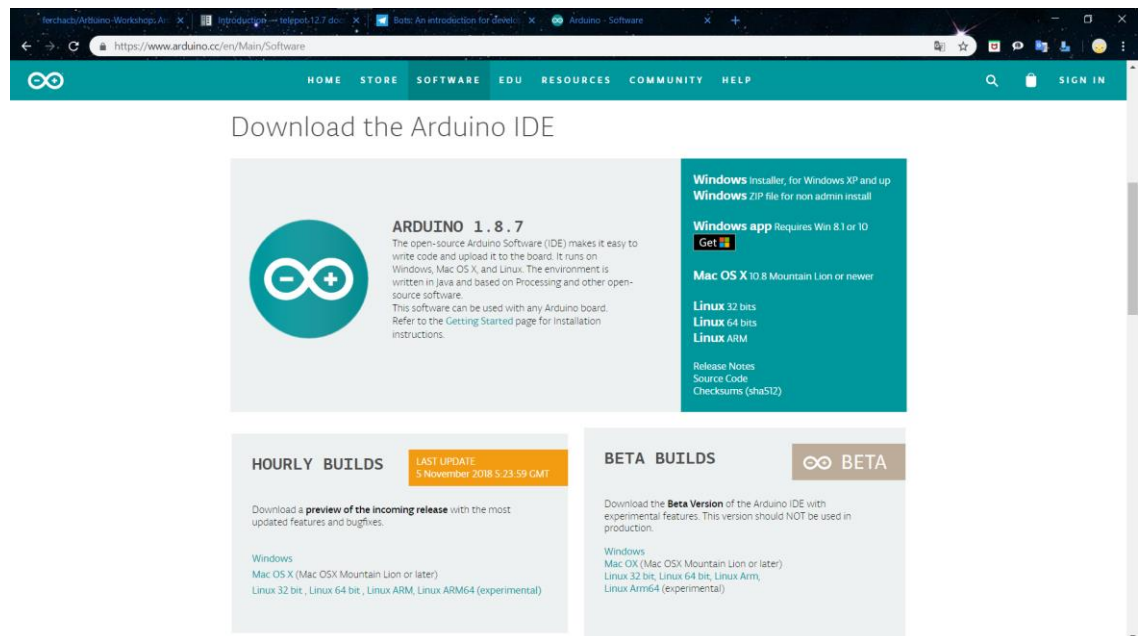 ferchacb/Arduino-Workshop: Ar
Introduction — telepot 12.7 doc
Bots: An introduction for develo
Arduino - Software
https://www.arduino.cc/en/Main/Software
HOME STORE SOFTWARE EDU RESOURCES COMMUNITY HELP
SIGN IN
Download the Arduino IDE
ARDUINO 1.8.7
The open-source Arduino Software (IDE) makes it easy to
write code and upload it to the board. It runs on
Windows, Mac OS X, and Linux. The environment is
written in Java and based on Processing and other open-
source software.
This software can be used with any Arduino board.
Refer to the Getting Started page for Installation
instructions.
Windows Installer, for Windows XP and up
Windows ZIP file for non admin install
Windows app Requires Win 8.1 or 10
Get
Mac OS X 10.8 Mountain Lion or newer
Linux 32 bits
Linux 64 bits
Linux ARM
Release Notes
Source Code
Checksums (sha512)
HOURLY BUILDS
LAST UPDATE
5 November 2018 5:23:59 GMT
Download a preview of the incoming release with the most
updated features and bugfixes.
Windows
Mac OS X (Mac OSX Mountain Lion or later)
Linux 32 bit , Linux 64 bit , Linux ARM, Linux ARM64 (experimental)
BETA BUILDS
BETA
Download the Beta Version of the Arduino IDE with
experimental features. This version should NOT be used in
production.
Windows
Mac OX (Mac OSX Mountain Lion or later)
Linux 32 bit, Linux 64 bit, Linux Arm,
Linux Arm64 (experimental)